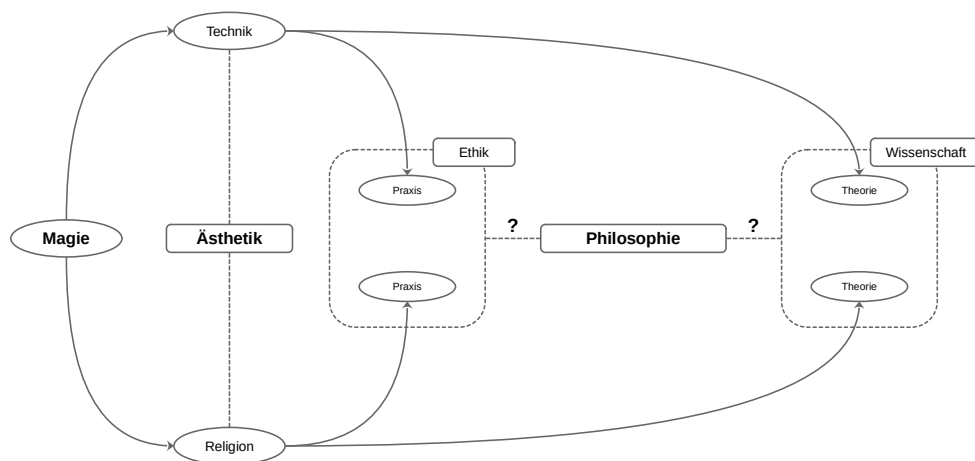 Technik
Ethik
Wissenschaft
Praxis
Theorie
?
?
Magie
Ästhetik
Philosophie
Praxis
Theorie
Religion